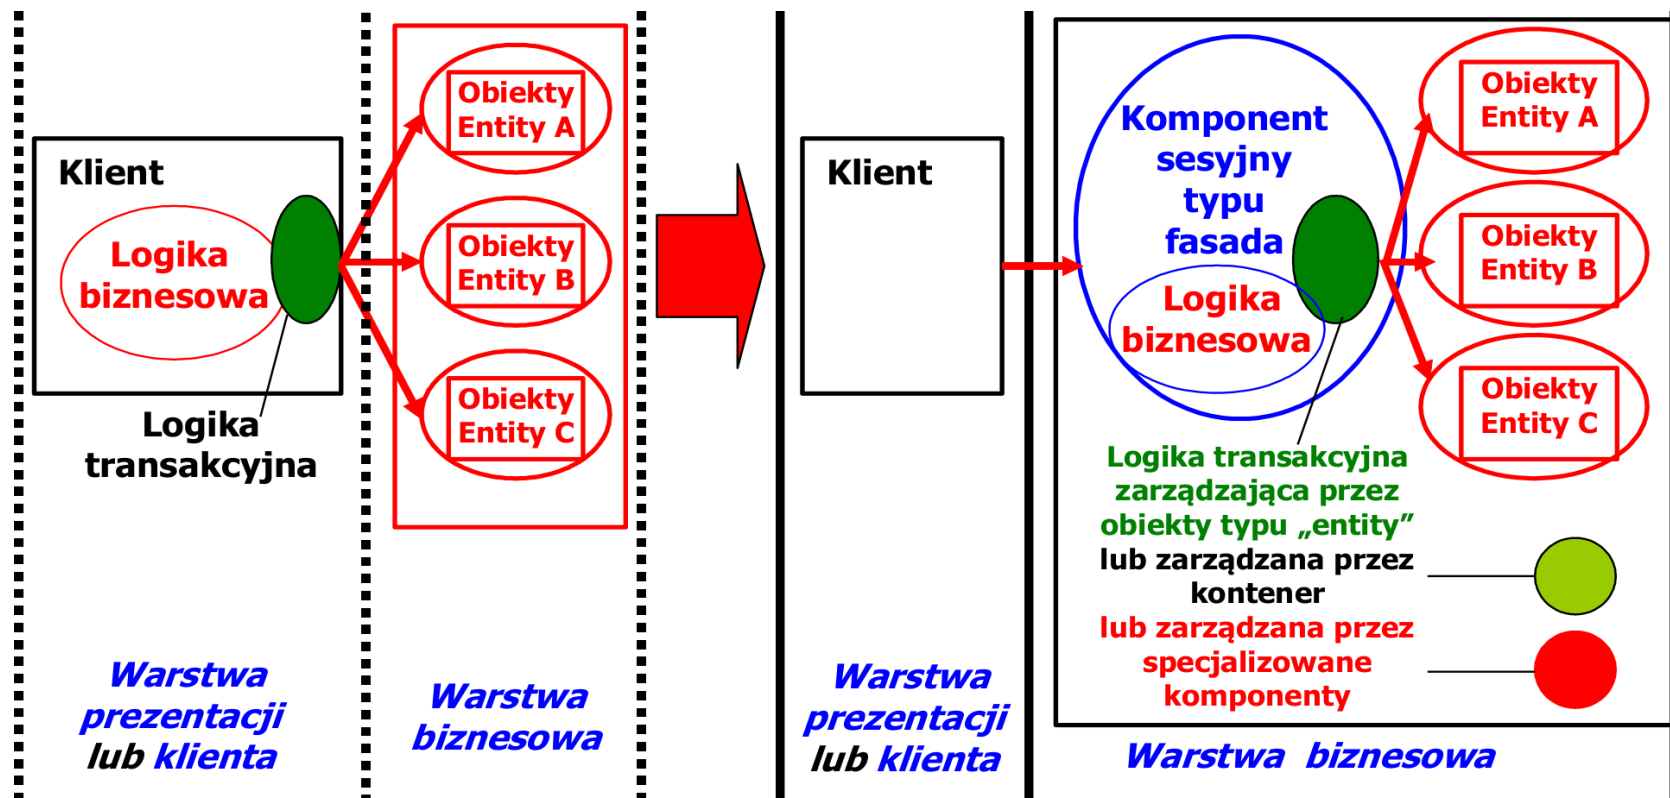 Klient
Logika
biznesowa
Logika
transakcyjna
Warstwa
prezentacji
lub klienta
Obiekty
Entity A
Obiekty
Entity B
Obiekty
Entity C
Warstwa
biznesowa
Klient
Warstwa
prezentacji
lub klienta
Komponent
sesyjny
typu
fasada
Logika
biznesowa
Obiekty
Entity A
Obiekty
Entity B
Obiekty
Entity C
Logika transakcyjna
zarządzająca przez
obiekty typu „entity”
lub zarządzana przez
kontener
lub zarządzana przez
specjalizowane
komponenty
Warstwa biznesowa